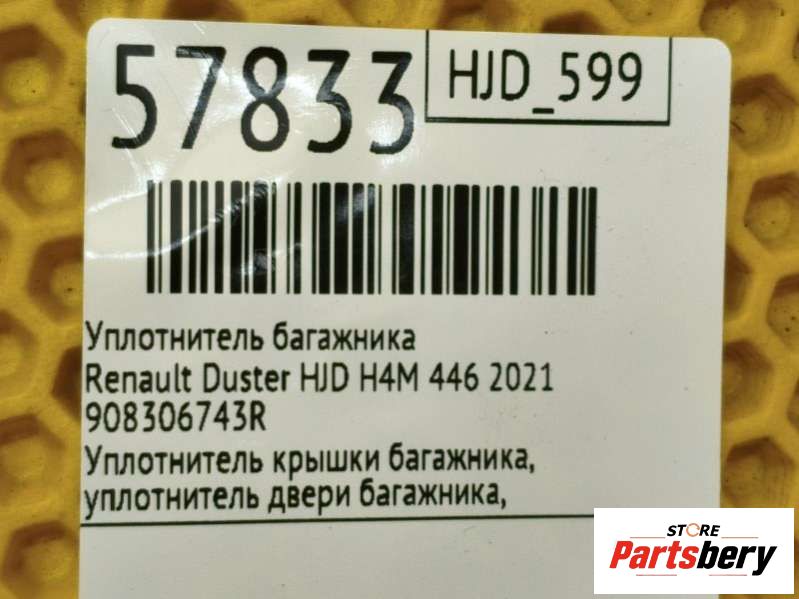 57833
HJD_599
Уплотнитель багажника
Renault Duster HJD H4M 446 2021
908306743R
Уплотнитель крышки багажника,
уплотнитель двери багажника,
STORE
Partsbery